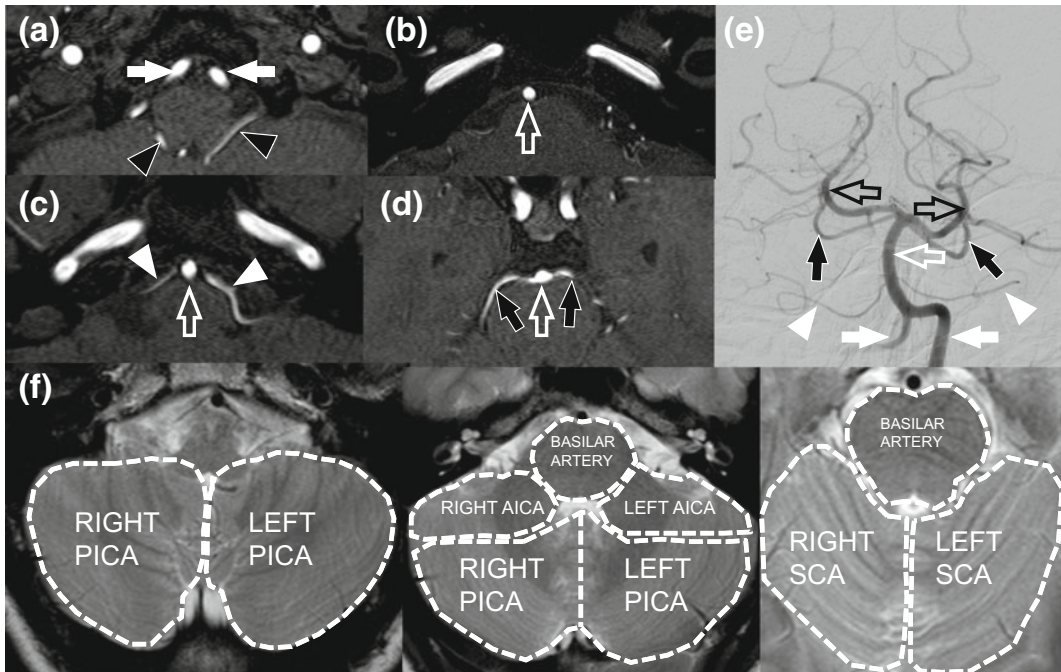 (a)
(b)
(e)
(c)
(d)
(f)
RIGHT
PICA
LEFT
PICA
BASILAR
ARTERY
RIGHT AICA
LEFT AICA
RIGHT
PICA
LEFT
PICA
BASILAR
ARTERY
RIGHT
SCA
LEFT
SCA